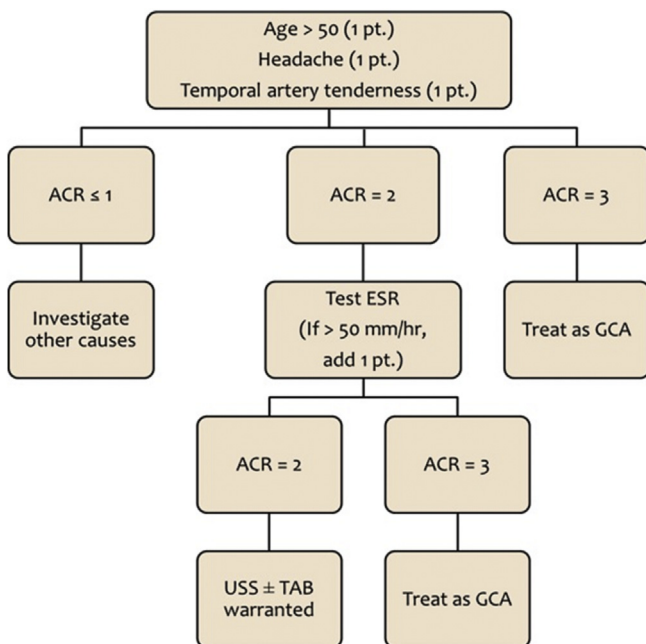 Age > 50 (1 pt.)
Headache (1 pt.)
Temporal artery tenderness (1 pt.)
ACR ≤ 1
ACR = 2
ACR = 3
Investigate
other causes
Test ESR
(If > 50 mm/hr,
add 1 pt.)
Treat as GCA
ACR = 2
ACR = 3
USS ± TAB
warranted
Treat as GCA